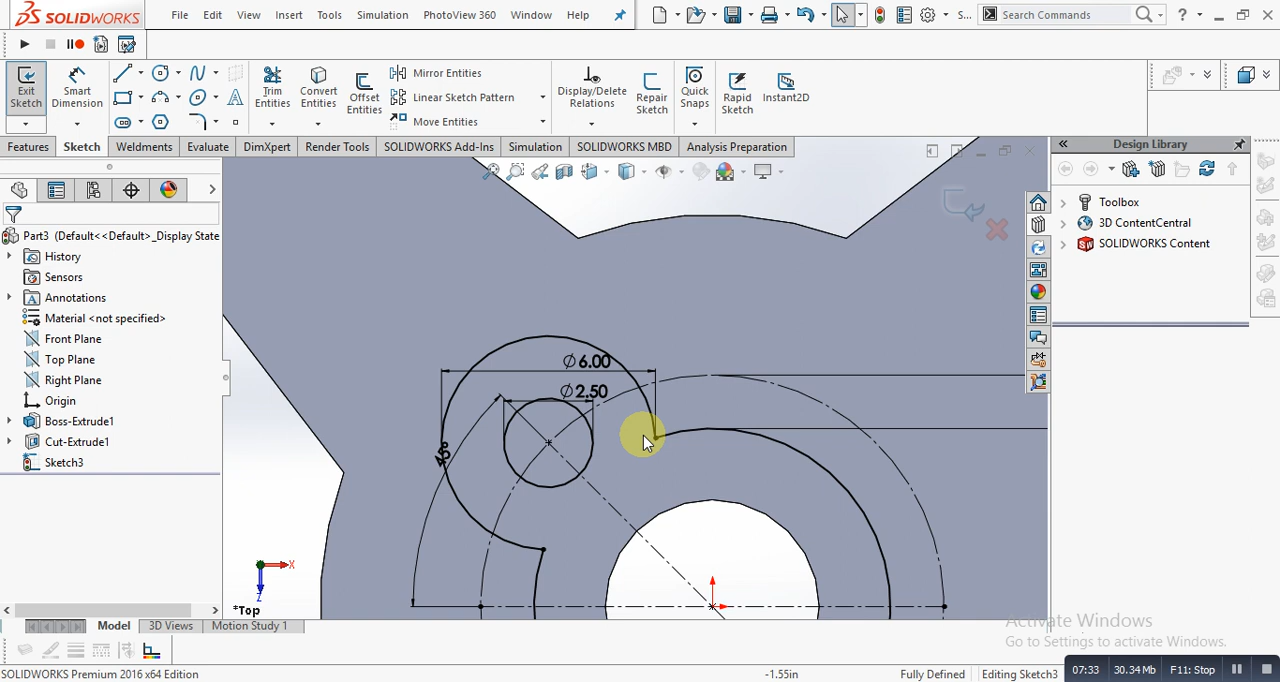 SOLIDWORKS File Edit View Insert Tools Simulation PhotoView 360 Window Help S... Search Commands ?
Exit Sketch
Smart Dimension
Trim Entities
Convert Entities
Offset Entities
Mirror Entities
Linear Sketch Pattern
Move Entities
Display/Delete Relations
Repair Sketch
Quick Snaps
Rapid Sketch
Instant2D
Features Sketch Weldments Evaluate DimXpert Render Tools SOLIDWORKS Add-Ins Simulation SOLIDWORKS MBD Analysis Preparation
Part3 (Default<<Default>_Display State
History
Sensors
Annotations
Material <not specified>
Front Plane
Top Plane
Right Plane
Origin
Boss-Extrude1
Cut-Extrude1
Sketch3
Design Library
Toolbox
3D ContentCentral
SOLIDWORKS Content
∅6.00
∅2.50
45°
X
Z
*Top
Activate Windows
Go to Settings to activate Windows.
Model 3D Views Motion Study 1
SOLIDWORKS Premium 2016 x64 Edition -1.55in Fully Defined Editing Sketch3
07:33 30.34 Mb F11: Stop